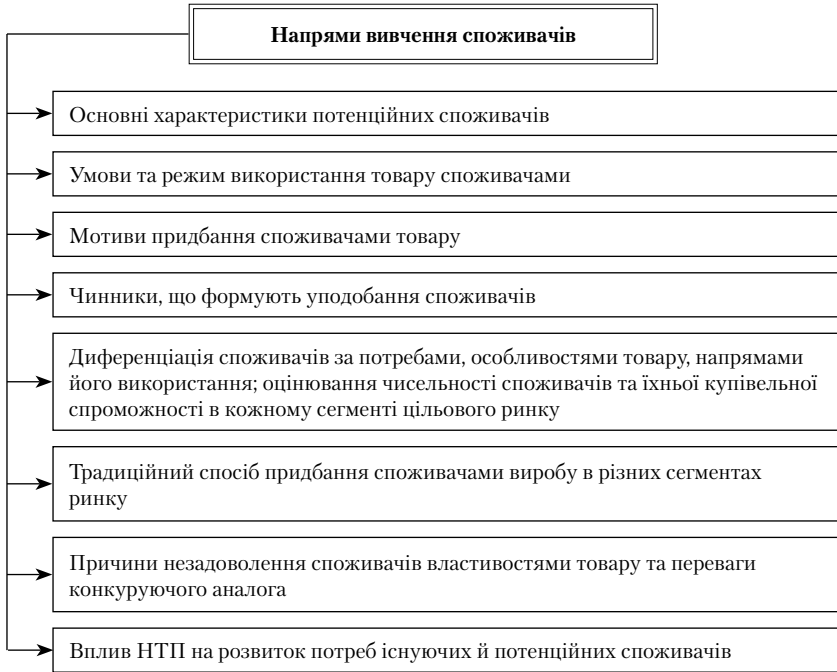 Напрями вивчення споживачів
Основні характеристики потенційних споживачів
Умови та режим використання товару споживачами
Мотиви придбання споживачами товару
Чинники, що формують уподобання споживачів
Диференціація споживачів за потребами, особливостями товару, напрямами
його використання; оцінювання чисельності споживачів та їхньої купівельної
спроможності в кожному сегменті цільового ринку
Традиційний спосіб придбання споживачами виробу в різних сегментах
ринку
Причини незадоволення споживачів властивостями товару та переваги
конкуруючого аналога
Вплив НТП на розвиток потреб існуючих й потенційних споживачів